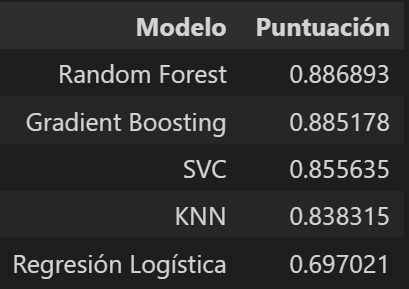 Modelo Puntuación
Random Forest 0.886893
Gradient Boosting 0.885178
SVC 0.855635
KNN 0.838315
Regresión Logística 0.697021